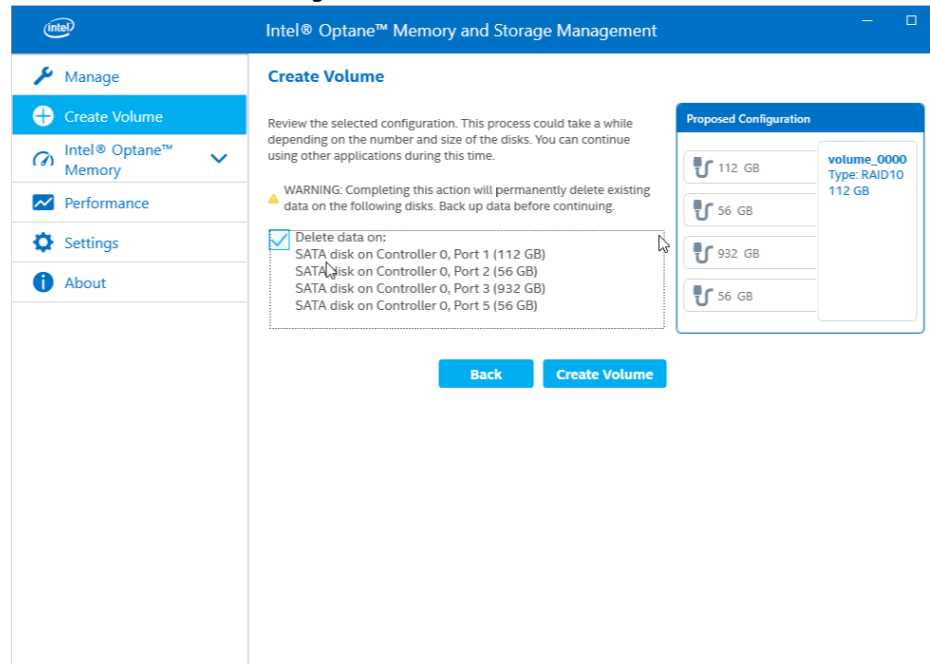 intel
Intel® Optane™ Memory and Storage Management
Manage
Create Volume
Intel® Optane™
Memory
Performance
Settings
About
Create Volume
Review the selected configuration. This process could take a while
depending on the number and size of the disks. You can continue
using other applications during this time.
WARNING: Completing this action will permanently delete existing
data on the following disks. Back up data before continuing.
Delete data on:
SATA disk on Controller 0, Port 1 (112 GB)
SATA disk on Controller 0, Port 2 (56 GB)
SATA disk on Controller 0, Port 3 (932 GB)
SATA disk on Controller 0, Port 5 (56 GB)
Back
Create Volume
Proposed Configuration
112 GB
56 GB
932 GB
56 GB
volume_0000
Type: RAID10
112 GB